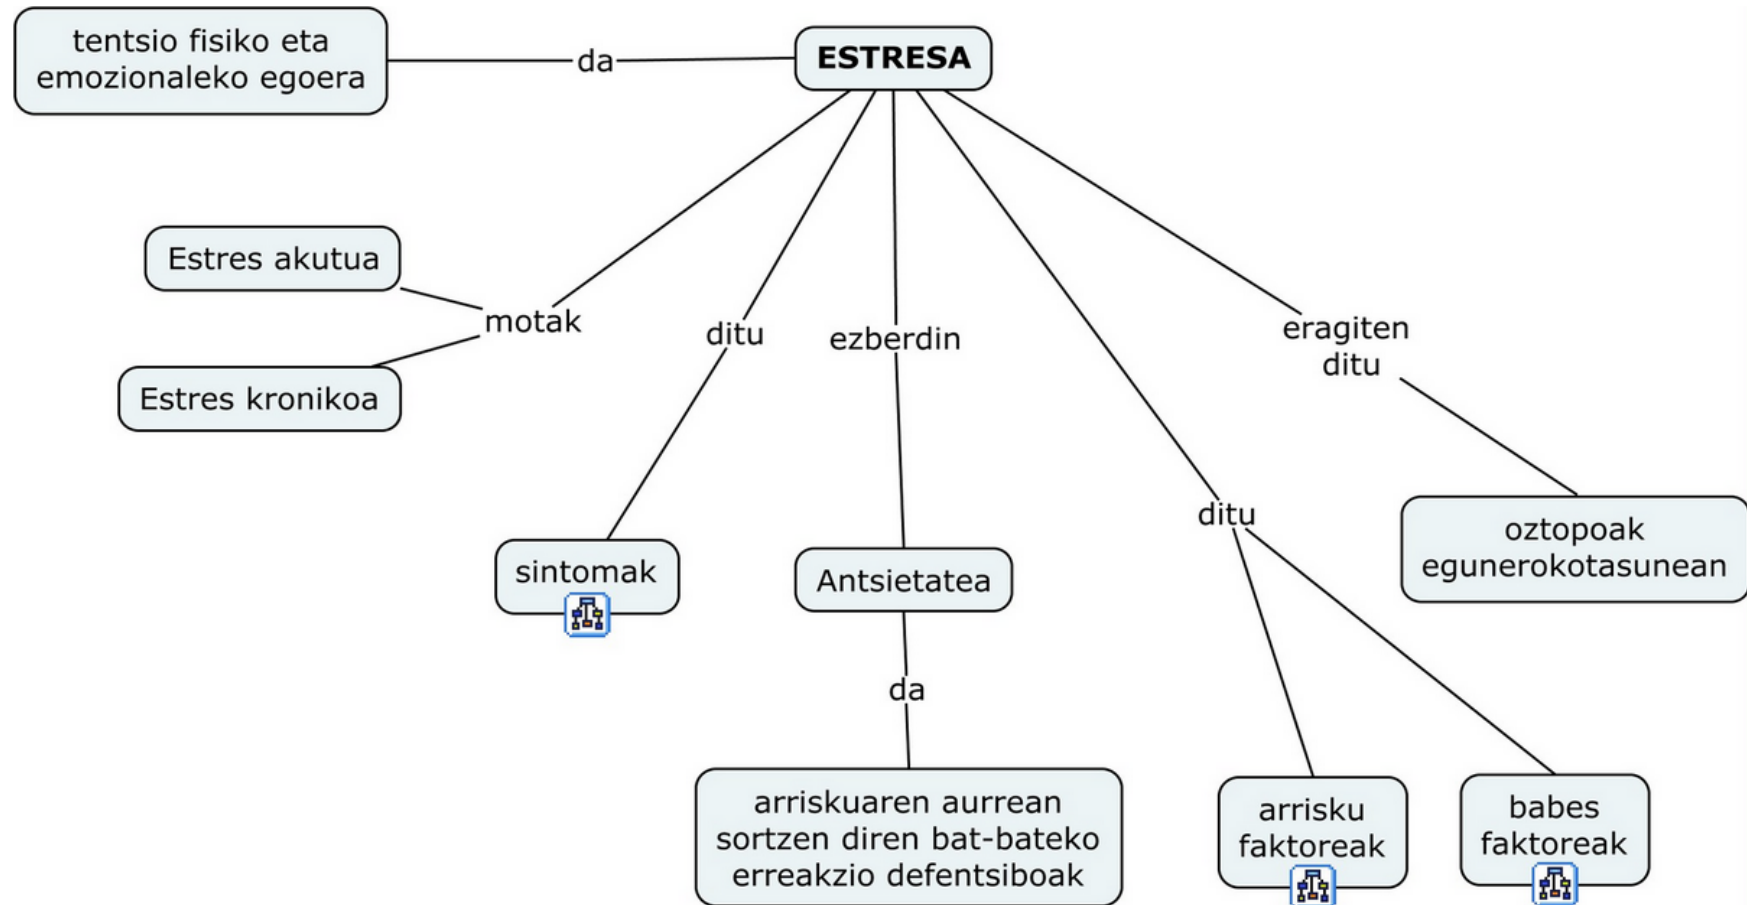 tentsio fisiko eta
emozionaleko egoera
da
ESTRESA
Estres akutua
motak
Estres kronikoa
ditu
ezberdin
eragiten
ditu
sintomak
Antsietatea
ditu
oztopoak
egunerokotasunean
da
arriskuaren aurrean
sortzen diren bat-bateko
erreakzio defentsiboak
arrisku
faktoreak
babes
faktoreak